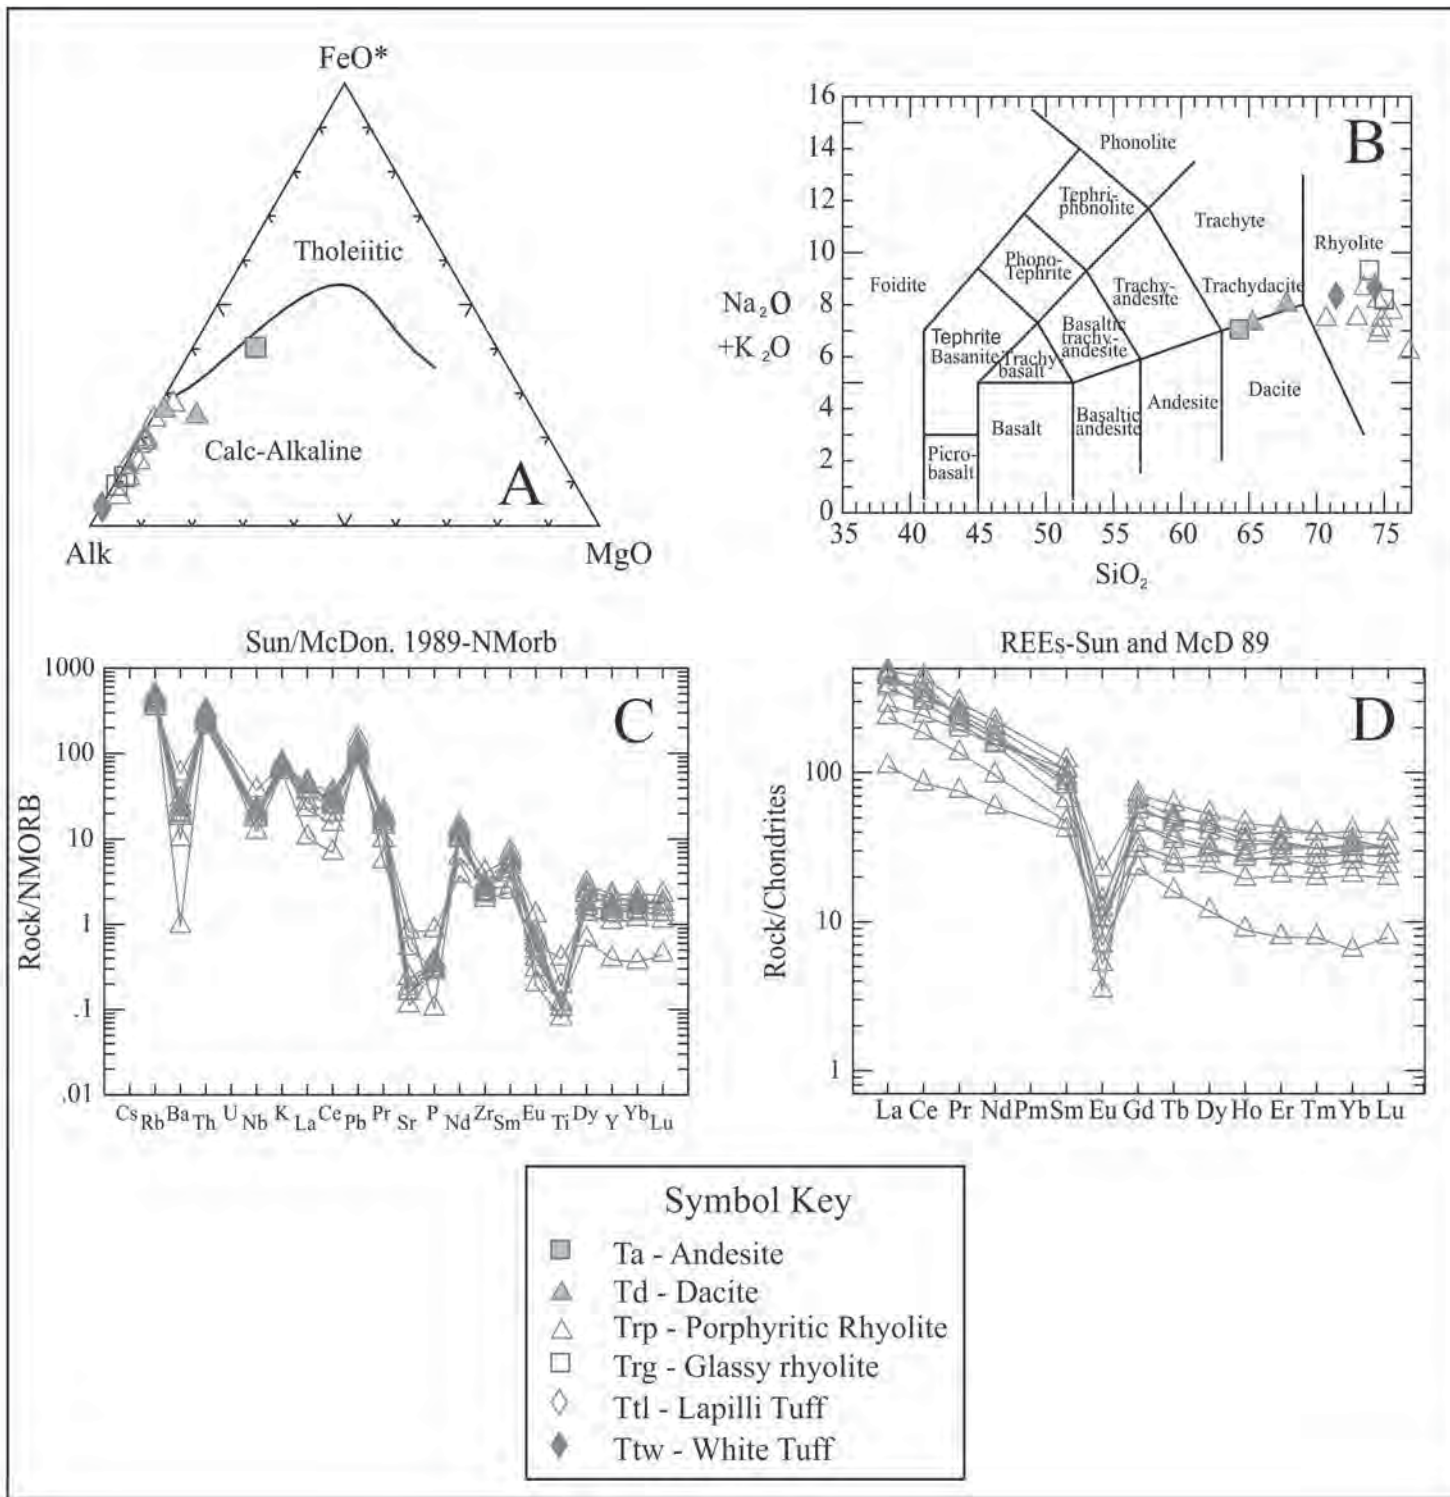 FeO*
Tholeiitic
Calc-Alkaline
A
Alk
MgO
B
16
14
12
10
8
6
4
2
0
Na₂O
+K₂O
Phonolite
Tephri-
phonolite
Trachyte
Rhyolite
Phono-
Tephrite
Foidite
Trachy-
andesite
Trachydacite
Tephrite
Basanite
Basaltic
trachy-
andesite
Trachy
basalt
Basalt
Basaltic
andesite
Andesite
Dacite
Picro-
basalt
35 40 45 50 55 60 65 70 75
SiO₂
Sun/McDon. 1989-NMorb
C
Rock/NMORB
1000
100
10
1
.1
.01
Cs Rb Ba Th U Nb K La Ce Pb Pr Sr P Nd Zr Sm Eu Ti Dy Y Yb Lu
REEs-Sun and McD 89
D
Rock/Chondrites
100
10
1
La Ce Pr Nd Pm Sm Eu Gd Tb Dy Ho Er Tm Yb Lu
Symbol Key
Ta - Andesite
Td - Dacite
Trp - Porphyritic Rhyolite
Trg - Glassy rhyolite
Ttl - Lapilli Tuff
Ttw - White Tuff